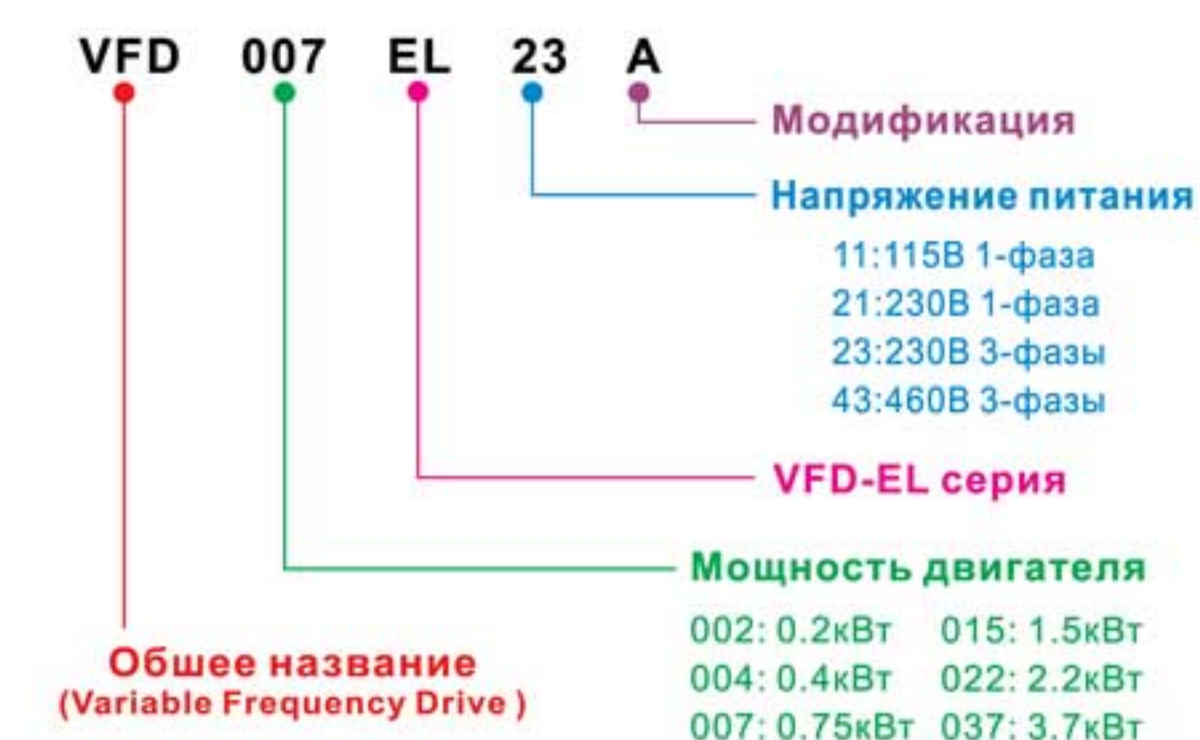 VFD 007 EL 23 A
Модификация
Напряжение питания
11:115В 1-фаза
21:230В 1-фаза
23:230В 3-фазы
43:460В 3-фазы
VFD-EL серия
Мощность двигателя
002: 0.2кВт 015: 1.5кВт
004: 0.4кВт 022: 2.2кВт
007: 0.75кВт 037: 3.7кВт
Обшее название
(Variable Frequency Drive )